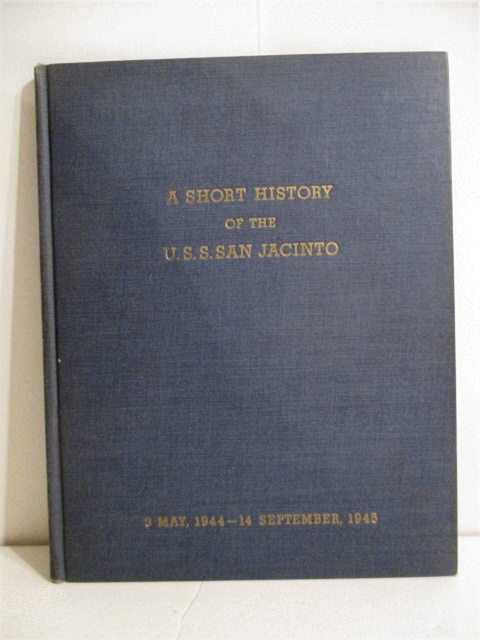 A SHORT HISTORY
OF THE
U.S.S. SAN JACINTO
3 MAY, 1944—14 SEPTEMBER, 1945